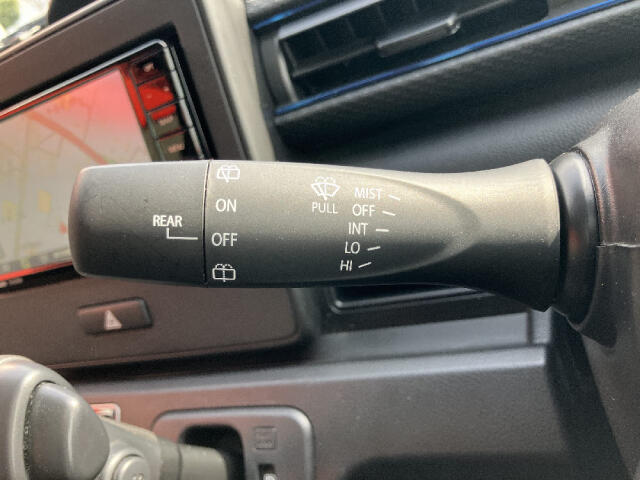 REAR
ON
OFF
PULL
MIST
OFF
INT
LO
HI